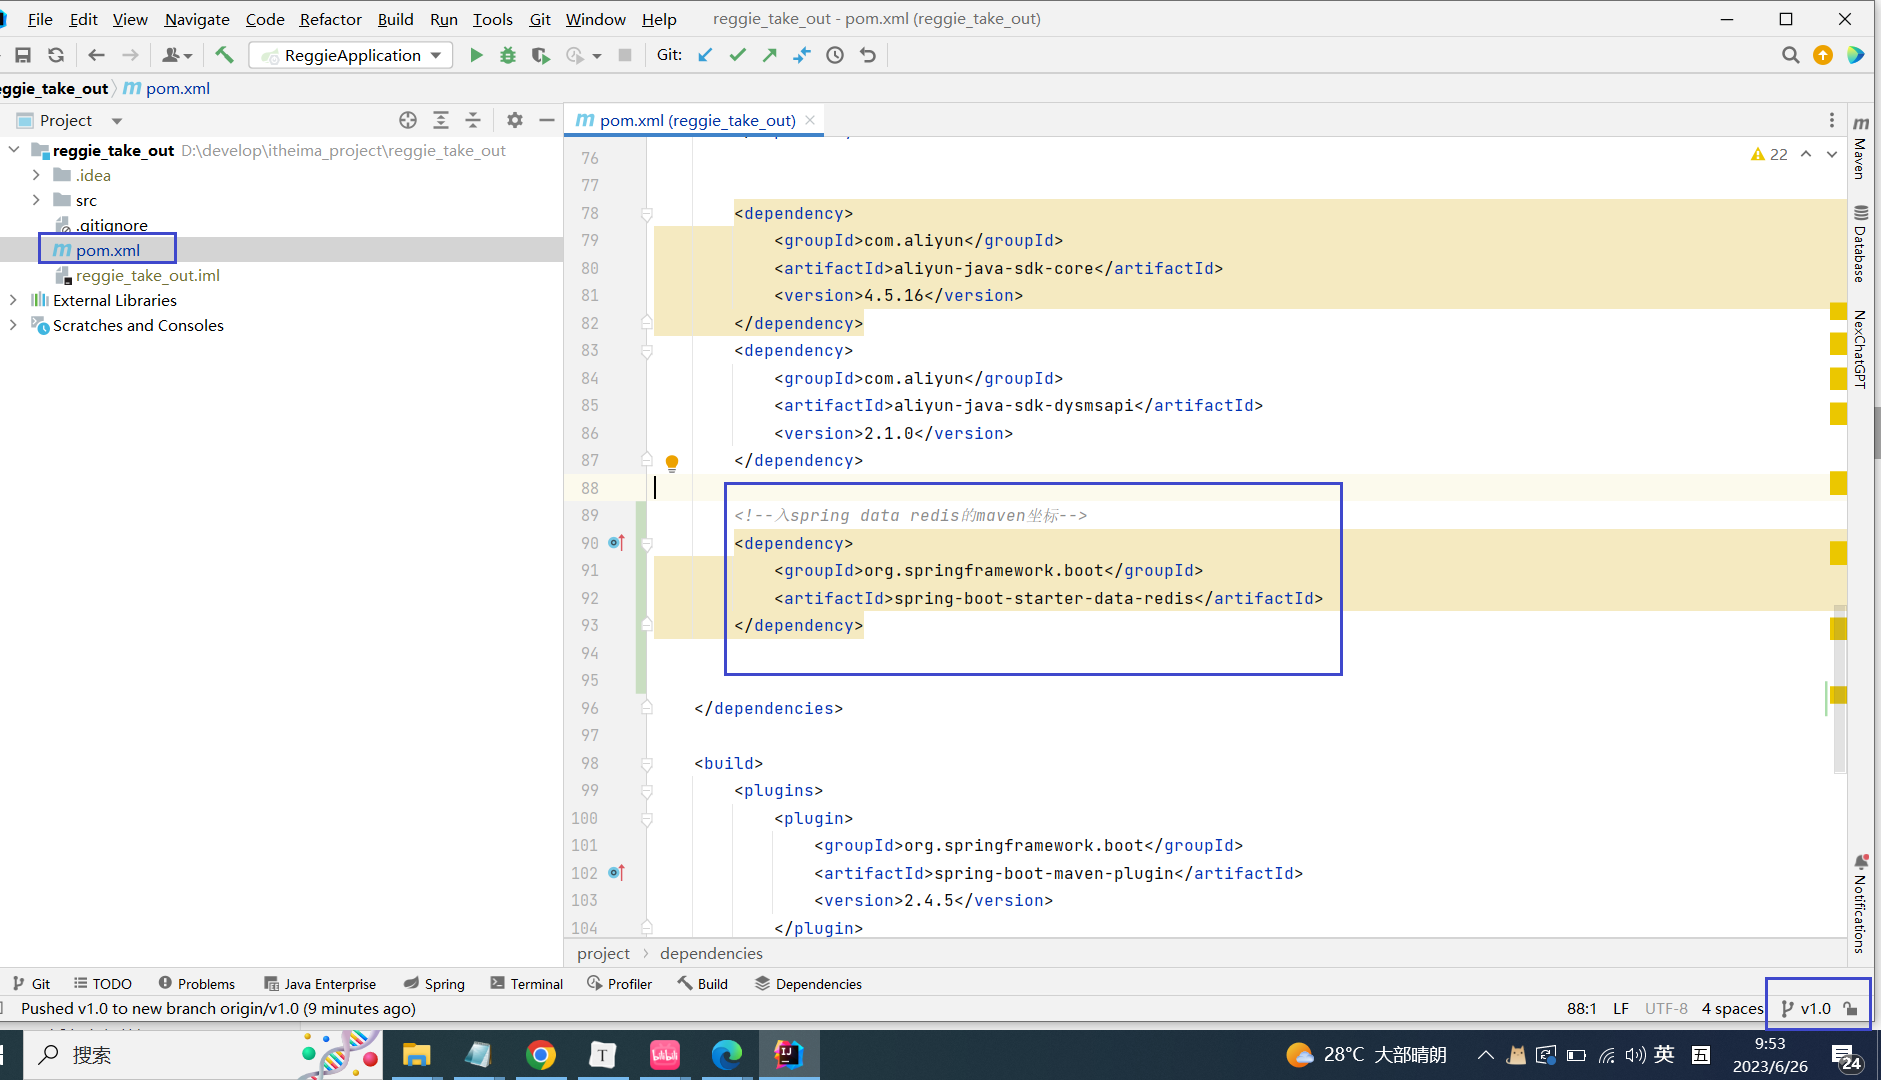 File Edit View Navigate Code Refactor Build Run Tools Git Window Help reggie_take_out - pom.xml (reggie_take_out)
ReggieApplication Git:
eggie_take_out pom.xml
Project
pom.xml (reggie_take_out)
reggie_take_out D:\develop\itheima_project\reggie_take_out
.idea
src
.gitignore
pom.xml
reggie_take_out.iml
External Libraries
Scratches and Consoles
22
76
77
78 <dependency>
79 <groupId>com.aliyun</groupId>
80 <artifactId>aliyun-java-sdk-core</artifactId>
81 <version>4.5.16</version>
82 </dependency>
83 <dependency>
84 <groupId>com.aliyun</groupId>
85 <artifactId>aliyun-java-sdk-dysmsapi</artifactId>
86 <version>2.1.0</version>
87 </dependency>
88
89 <!--入spring data redis的maven坐标-->
90 <dependency>
91 <groupId>org.springframework.boot</groupId>
92 <artifactId>spring-boot-starter-data-redis</artifactId>
93 </dependency>
94
95
96 </dependencies>
97
98 <build>
99 <plugins>
100 <plugin>
101 <groupId>org.springframework.boot</groupId>
102 <artifactId>spring-boot-maven-plugin</artifactId>
103 <version>2.4.5</version>
104 </plugin>
project dependencies
Maven
Database
NexChatGPT
Notifications
Git TODO Problems Java Enterprise Spring Terminal Profiler Build Dependencies
Pushed v1.0 to new branch origin/v1.0 (9 minutes ago) 88:1 LF UTF-8 4 spaces v1.0
搜索
28°C 大部晴朗 英 五
9:53
2023/6/26
24